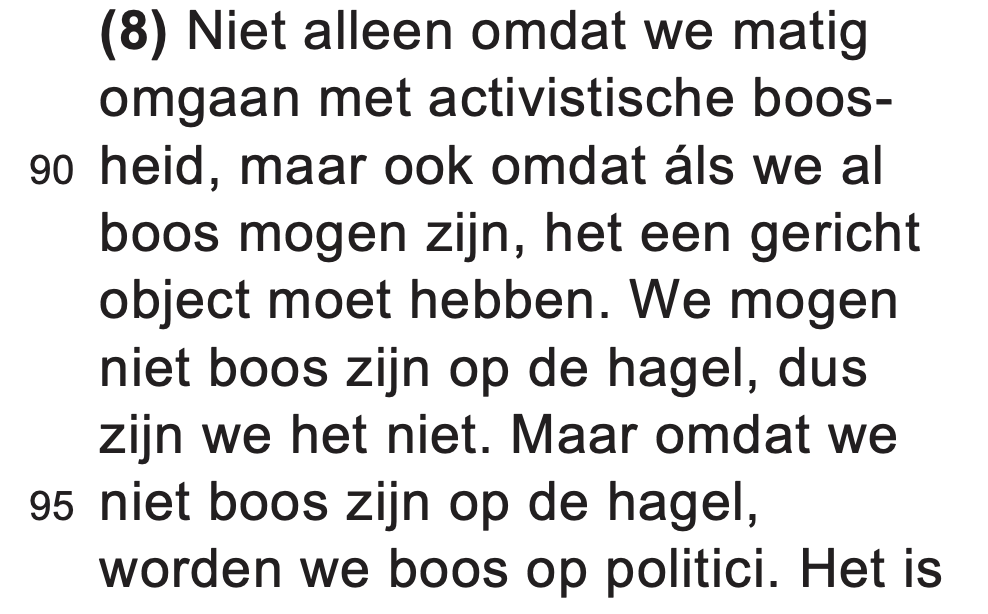 (8) Niet alleen omdat we matig
omgaan met activistische boos-
90 heid, maar ook omdat áls we al
boos mogen zijn, het een gericht
object moet hebben. We mogen
niet boos zijn op de hagel, dus
zijn we het niet. Maar omdat we
95 niet boos zijn op de hagel,
worden we boos op politici. Het is